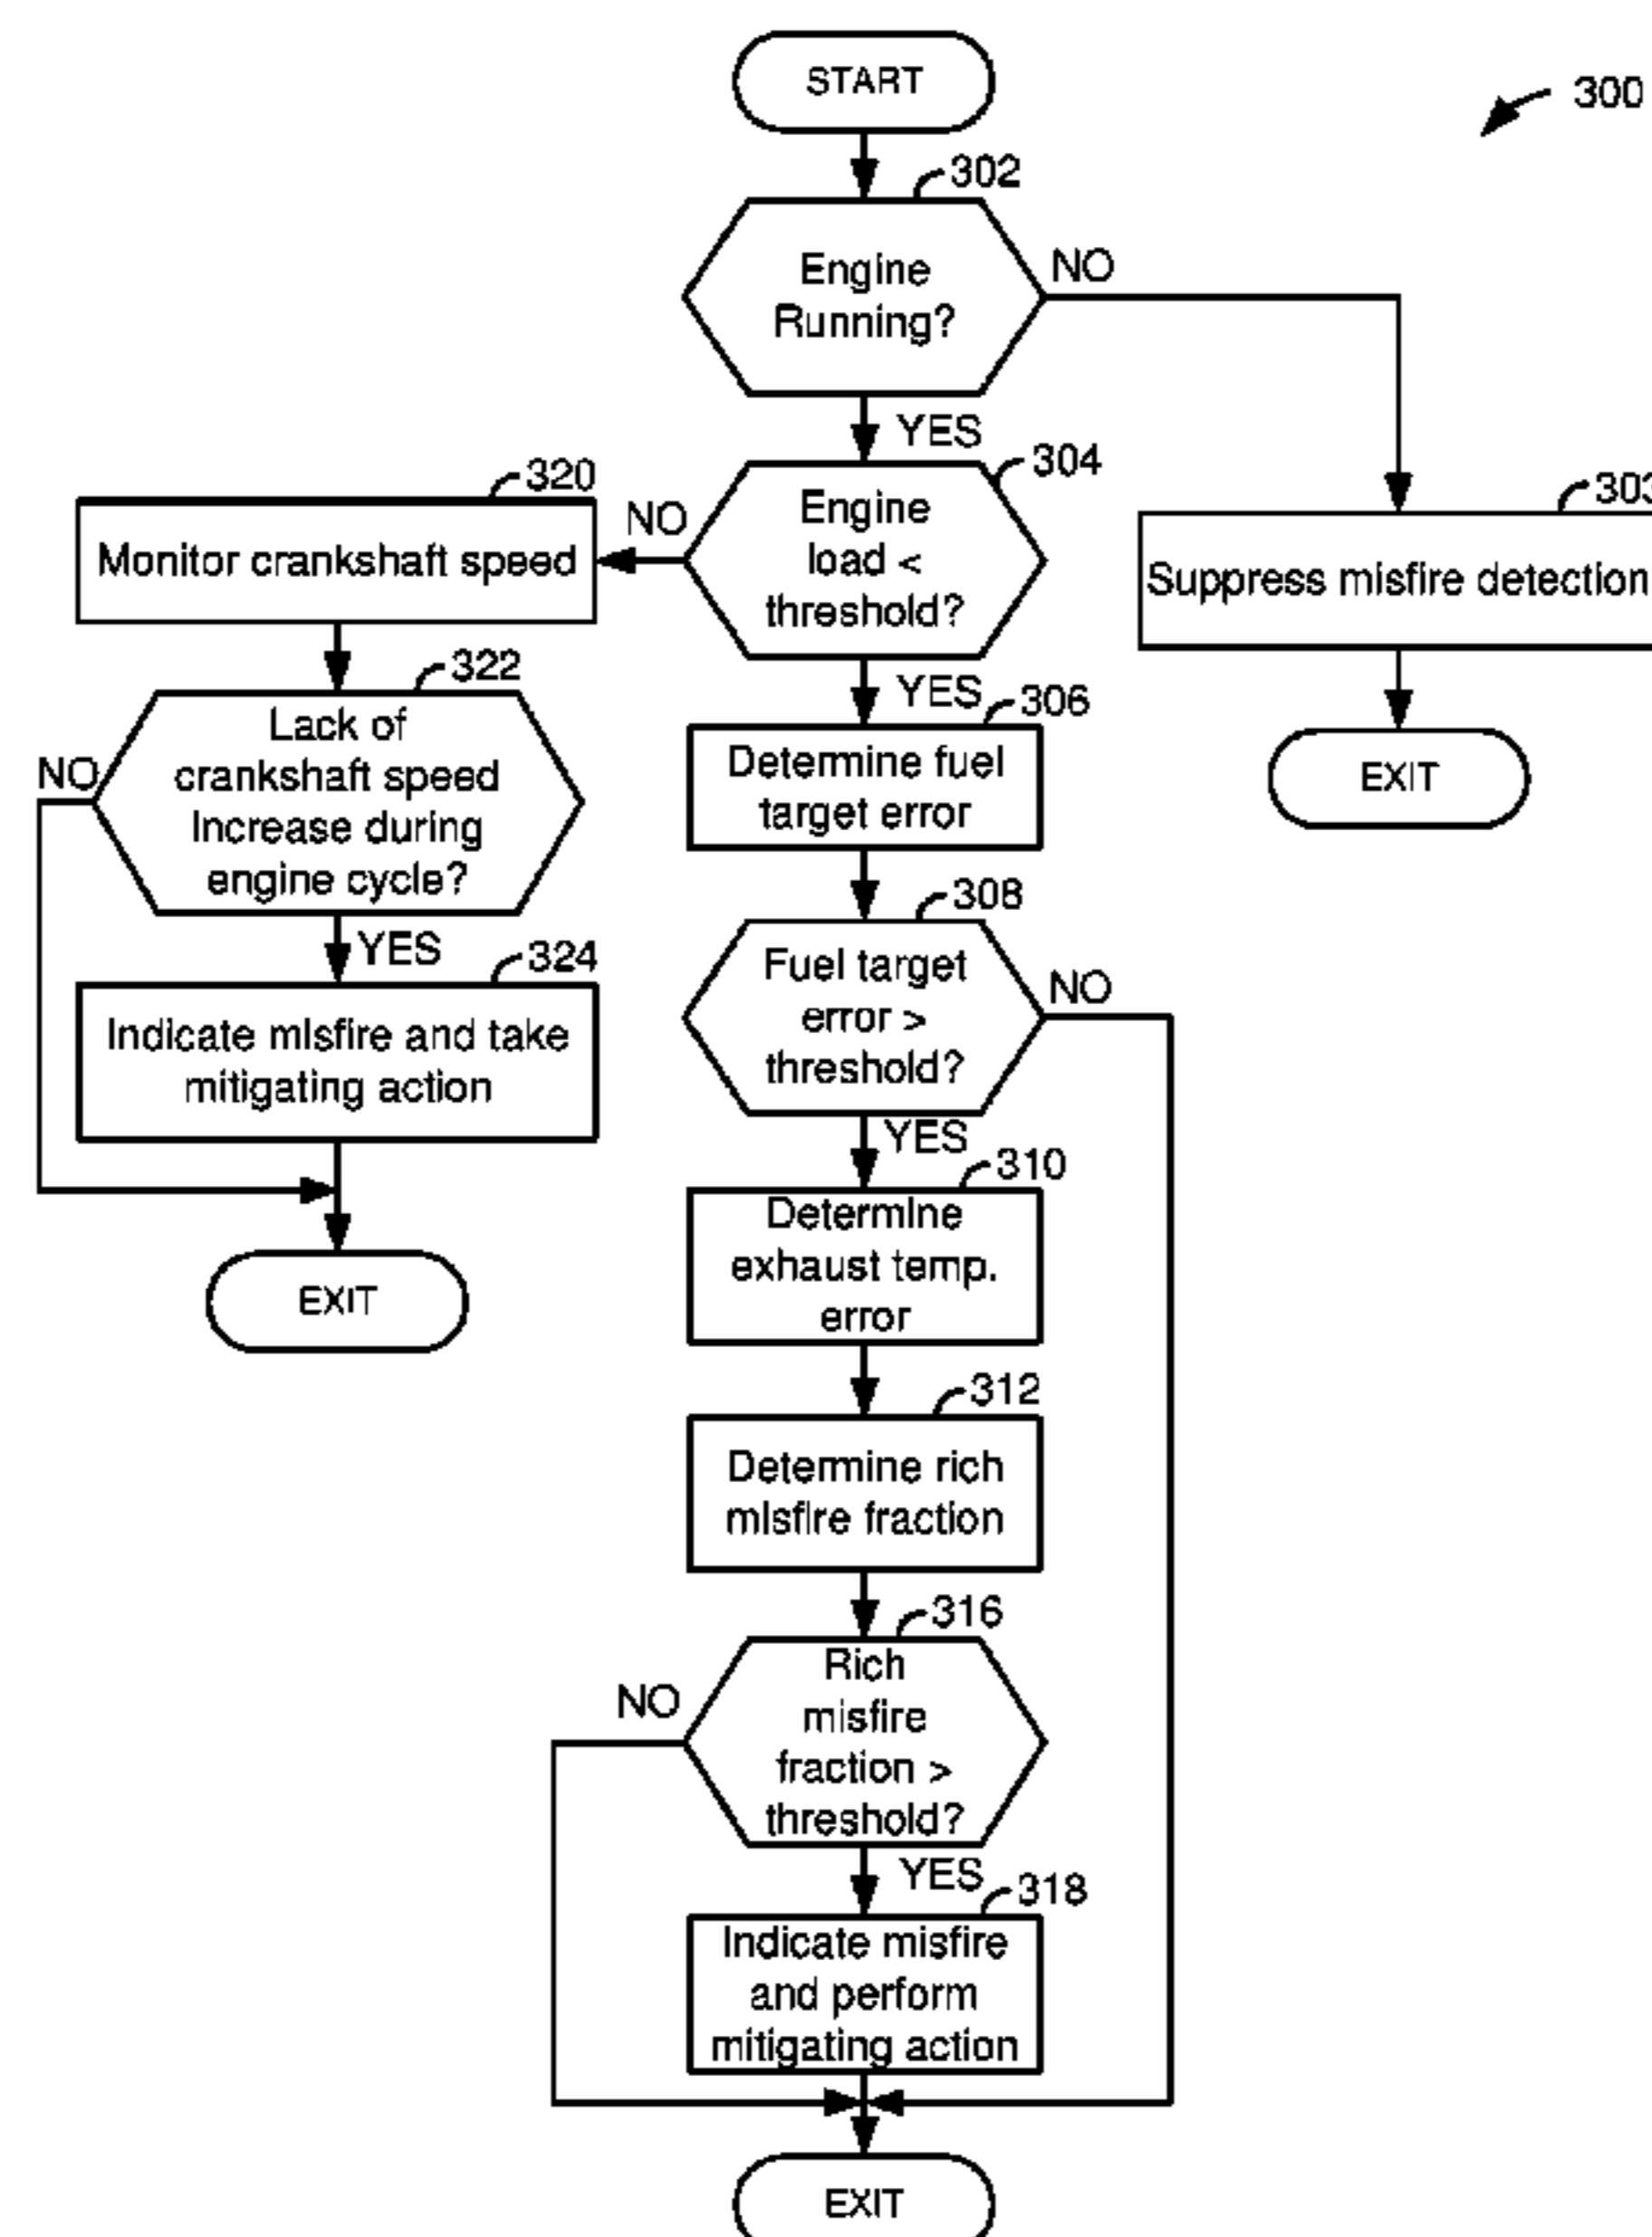 START
300
302
Engine
Running?
NO
YES
304
Engine
load <
threshold?
NO
YES
320
Monitor crankshaft speed
303
Suppress misfire detection
EXIT
322
Lack of
crankshaft speed
Increase during
engine cycle?
NO
YES
306
Determine fuel
target error
308
Fuel target
error >
threshold?
NO
YES
324
Indicate misfire and take
mitigating action
EXIT
310
Determine
exhaust temp.
error
312
Determine rich
misfire fraction
316
Rich
misfire
fraction >
threshold?
NO
YES
318
Indicate misfire
and perform
mitigating action
EXIT